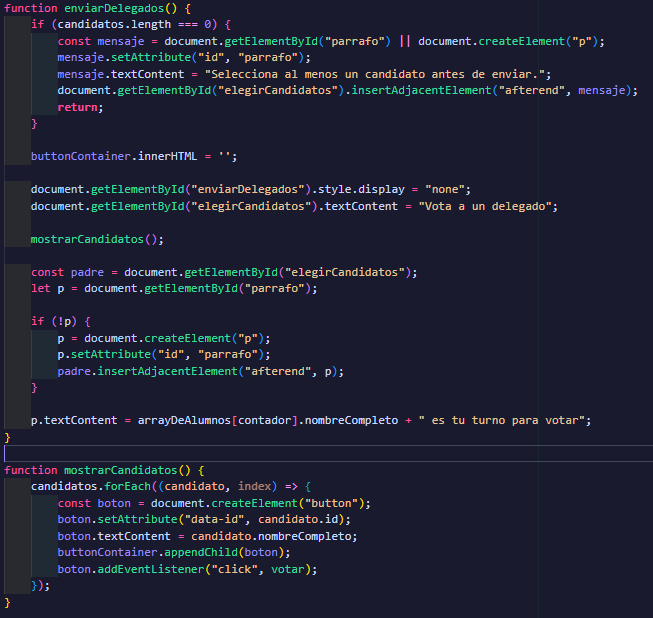 function enviarDelegados() {
    if (candidatos.length === 0) {
        const mensaje = document.getElementById("parrafo") || document.createElement("p");
        mensaje.setAttribute("id", "parrafo");
        mensaje.textContent = "Selecciona al menos un candidato antes de enviar.";
        document.getElementById("elegirCandidatos").insertAdjacentElement("afterend", mensaje);
        return;
    }

    buttonContainer.innerHTML = '';

    document.getElementById("enviarDelegados").style.display = "none";
    document.getElementById("elegirCandidatos").textContent = "Vota a un delegado";

    mostrarCandidatos();

    const padre = document.getElementById("elegirCandidatos");
    let p = document.getElementById("parrafo");

    if (!p) {
        p = document.createElement("p");
        p.setAttribute("id", "parrafo");
        padre.insertAdjacentElement("afterend", p);
    }

    p.textContent = arrayDeAlumnos[contador].nombreCompleto + " es tu turno para votar";
}

function mostrarCandidatos() {
    candidatos.forEach((candidato, index) => {
        const boton = document.createElement("button");
        boton.setAttribute("data-id", candidato.id);
        boton.textContent = candidato.nombreCompleto;
        buttonContainer.appendChild(boton);
        boton.addEventListener("click", votar);
    });
}